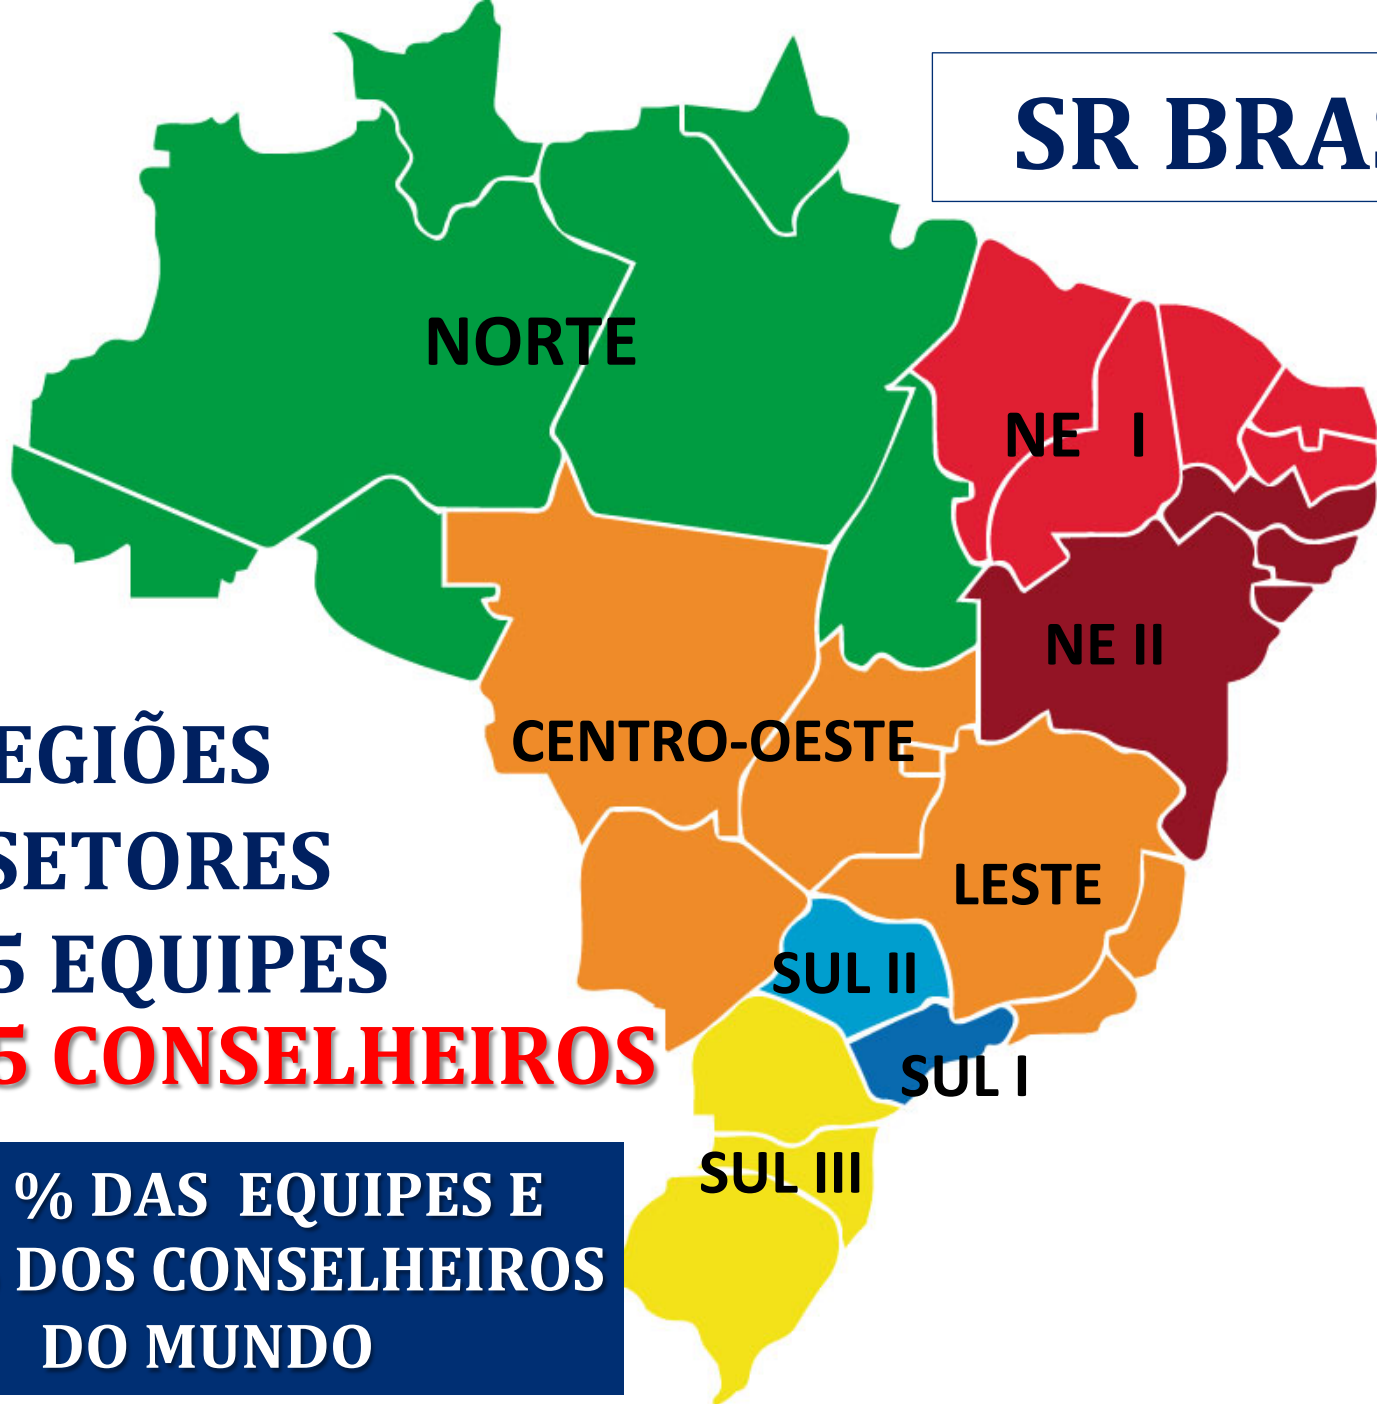 SR BRAS
NORTE
NE I
NE II
EGIÕES
CENTRO-OESTE
SETORES
LESTE
5 EQUIPES
SUL II
5 CONSELHEIROS
SUL I
% DAS EQUIPES E
SUL III
DOS CONSELHEIROS
DO MUNDO